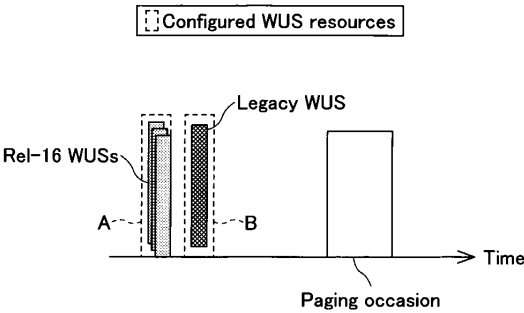 Configured WUS resources
Legacy WUS
Rel-16 WUSs
A
B
Time
Paging occasion